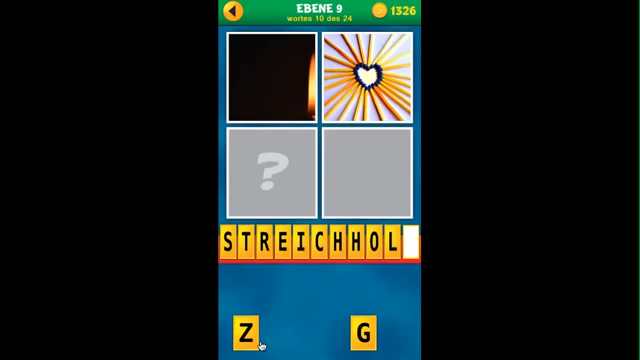 EBENE 9
wortes 10 des 24
1326
?
STREICHHOL
Z G